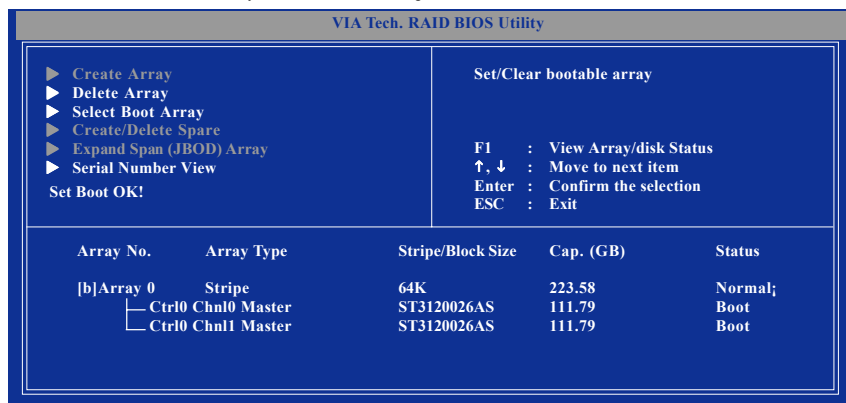 VIA Tech. RAID BIOS Utility
Create Array
Delete Array
Select Boot Array
Create/Delete Spare
Expand Span (JBOD) Array
Serial Number View
Set Boot OK!
Set/Clear bootable array
F1 : View Array/disk Status
↑, ↓ : Move to next item
Enter : Confirm the selection
ESC : Exit
Array No. Array Type Stripe/Block Size Cap. (GB) Status
[b]Array 0 Stripe 64K 223.58 Normal¡
Ctrl0 Chnl0 Master ST3120026AS 111.79 Boot
Ctrl0 Chnl1 Master ST3120026AS 111.79 Boot